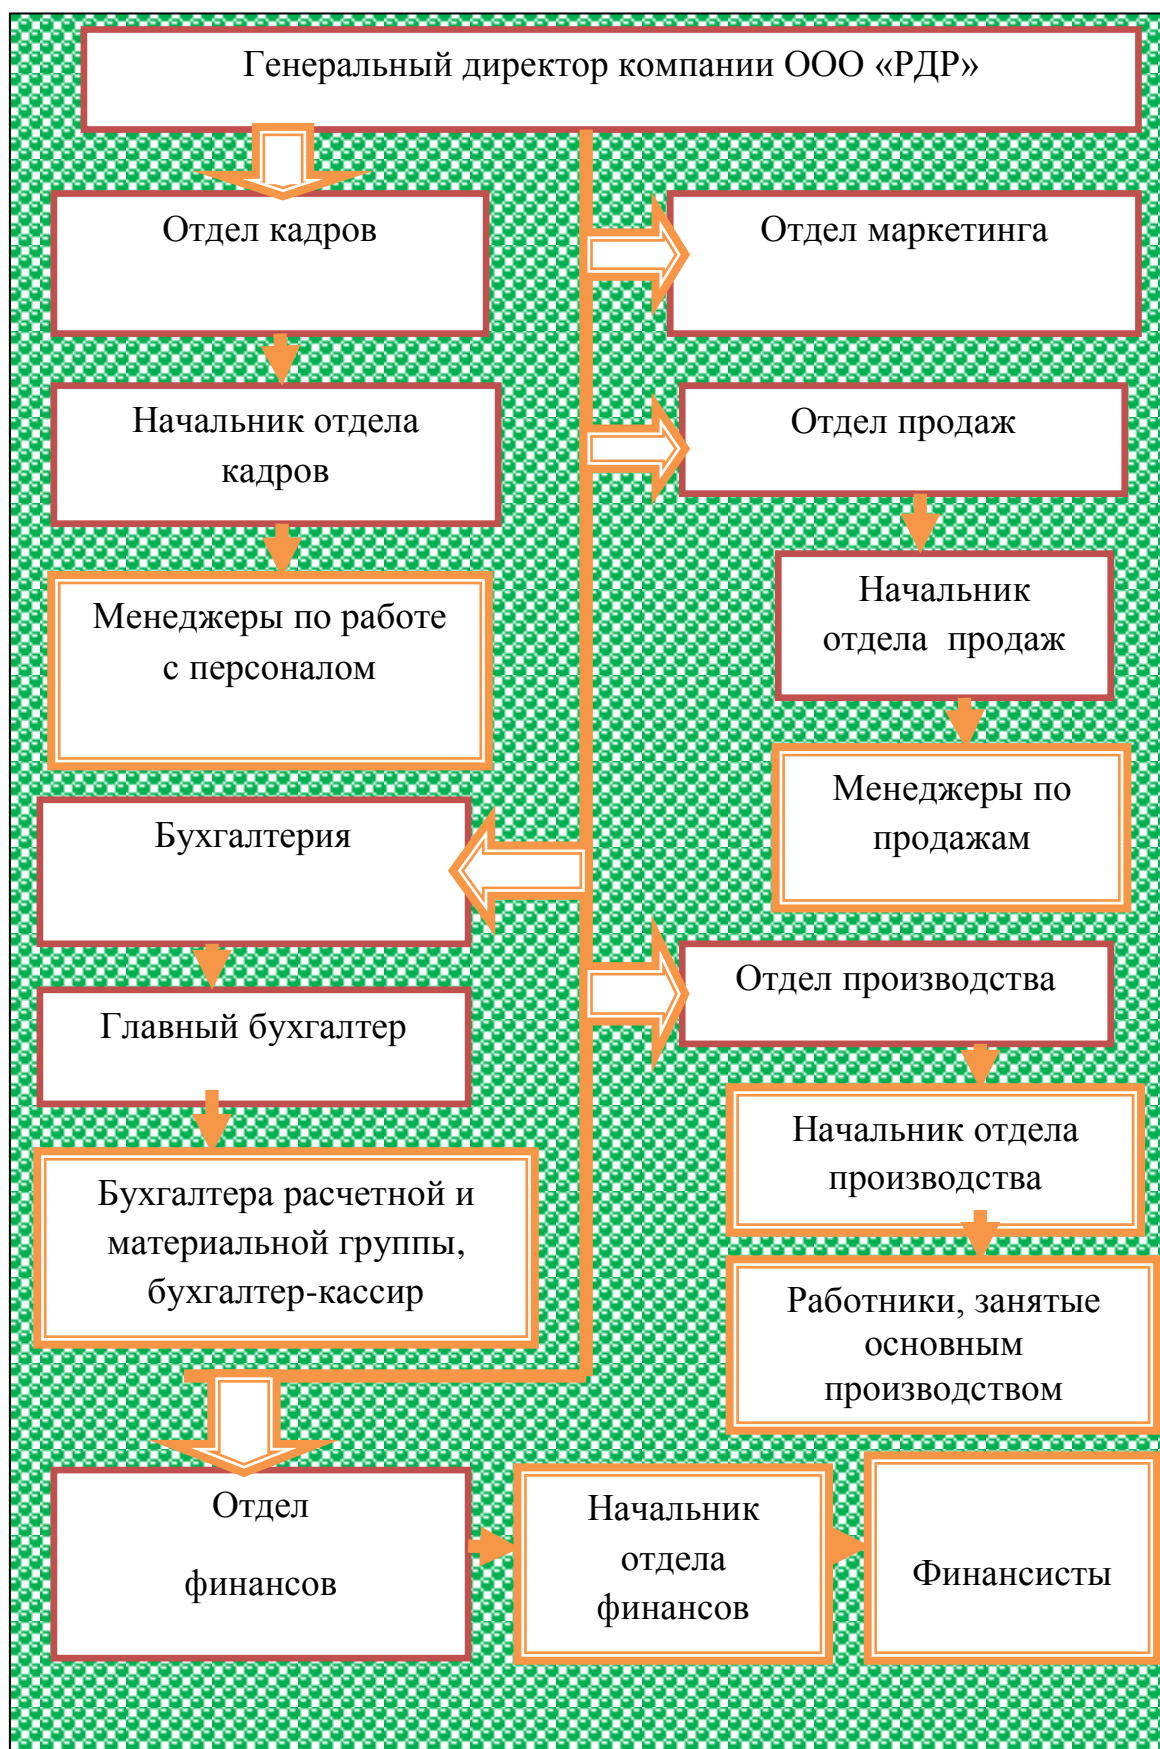 Генеральный директор компании ООО «РДР»
Отдел кадров
Отдел маркетинга
Начальник отдела
кадров
Отдел продаж
Менеджеры по работе
с персоналом
Начальник
отдела продаж
Менеджеры по
продажам
Бухгалтерия
Отдел производства
Главный бухгалтер
Начальник отдела
производства
Бухгалтера расчетной и
материальной группы,
бухгалтер-кассир
Работники, занятые
основным
производством
Отдел
финансов
Начальник
отдела
финансов
Финансисты